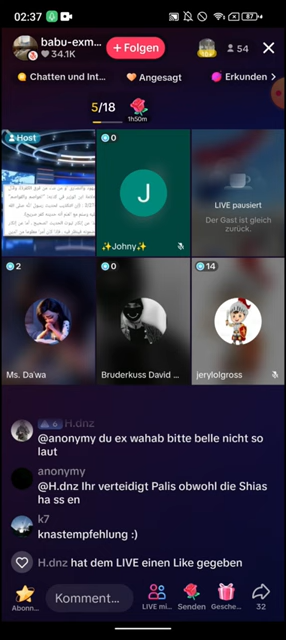 02:37
87
babu-exm...
34.1K
+ Folgen
54
Chatten und Int...
Angesagt
Erkunden
5/18
1h50m
Host
0
J
✨Johny✨
LIVE pausiert
Der Gast ist gleich
zurück.
2
Ms. Da'wa
0
Bruderkuss David ...
14
jerylolgross
6 H.dnz
@anonymy du ex wahab bitte belle nicht so
laut
anonymy
@H.dnz Ihr verteidigt Palis obwohl die Shias
ha ss en
k7
knastempfehlung :)
H.dnz hat dem LIVE einen Like gegeben
Abonn...
Komment...
LIVE mi...
Senden
Gesche...
32